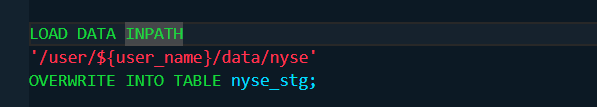 LOAD DATA INPATH
'/user/${user_name}/data/nyse'
OVERWRITE INTO TABLE nyse_stg;